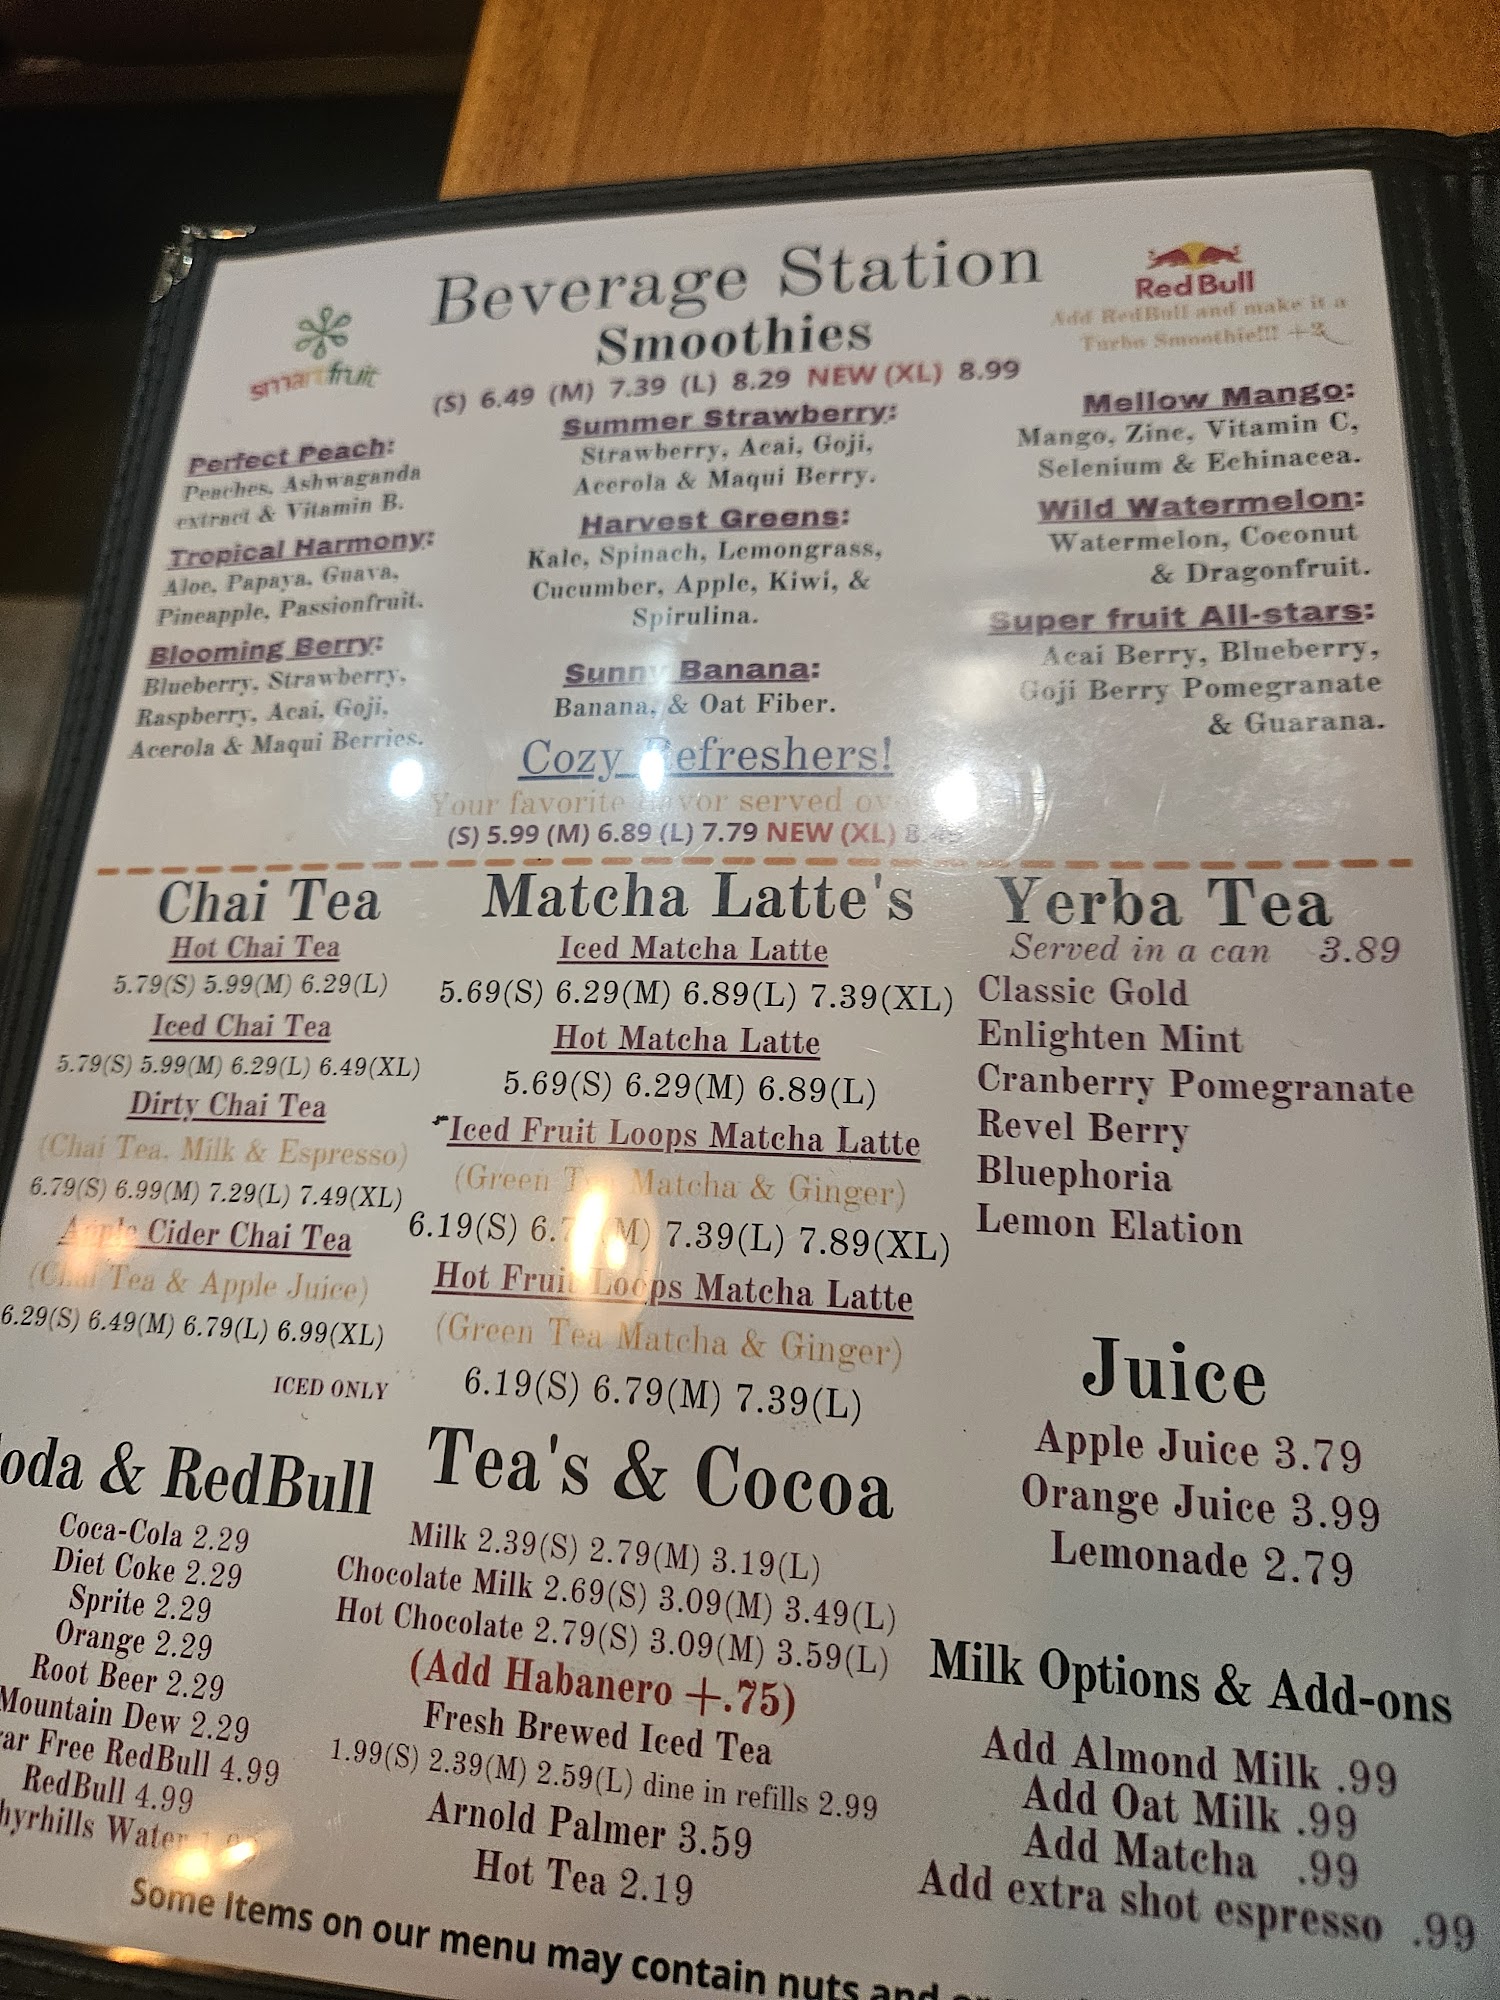 Beverage Station
Smoothies
(S) 6.49 (M) 7.39 (L) 8.29 NEW (XL) 8.99
smartfruit
RedBull
Add RedBull and make it a
Turbo Smoothie!!! +2
Perfect Peach:
Peaches, Ashwaganda
extract & Vitamin B.
Tropical Harmony:
Aloe, Papaya, Guava,
Pineapple, Passionfruit.
Blooming Berry:
Blueberry, Strawberry,
Raspberry, Acai, Goji,
Acerola & Maqui Berries.
Summer Strawberry:
Strawberry, Acai, Goji,
Acerola & Maqui Berry.
Harvest Greens:
Kale, Spinach, Lemongrass,
Cucumber, Apple, Kiwi, &
Spirulina.
Sunny Banana:
Banana, & Oat Fiber.
Mellow Mango:
Mango, Zinc, Vitamin C,
Selenium & Echinacea.
Wild Watermelon:
Watermelon, Coconut
& Dragonfruit.
Super fruit All-stars:
Acai Berry, Blueberry,
Goji Berry Pomegranate
& Guarana.
Cozy Refreshers!
Your favorite flavor served
(S) 5.99 (M) 6.89 (L) 7.79 NEW (XL)
Chai Tea
Hot Chai Tea
5.79(S) 5.99(M) 6.29(L)
Iced Chai Tea
5.79(S) 5.99(M) 6.29(L) 6.49(XL)
Dirty Chai Tea
(Chai Tea, Milk & Espresso)
6.79(S) 6.99(M) 7.29(L) 7.49(XL)
Apple Cider Chai Tea
(Chai Tea & Apple Juice)
6.29(S) 6.49(M) 6.79(L) 6.99(XL)
ICED ONLY
Matcha Latte's
Iced Matcha Latte
5.69(S) 6.29(M) 6.89(L) 7.39(XL)
Hot Matcha Latte
5.69(S) 6.29(M) 6.89(L)
*Iced Fruit Loops Matcha Latte
(Green Tea Matcha & Ginger)
6.19(S) (M) 7.39(L) 7.89(XL)
Hot Fruit Loops Matcha Latte
(Green Tea Matcha & Ginger)
6.19(S) 6.79(M) 7.39(L)
Yerba Tea
Served in a can 3.89
Classic Gold
Enlighten Mint
Cranberry Pomegranate
Revel Berry
Bluephoria
Lemon Elation
Juice
Apple Juice 3.79
Orange Juice 3.99
Lemonade 2.79
oda & RedBull
Coca-Cola 2.29
Diet Coke 2.29
Sprite 2.29
Orange 2.29
Root Beer 2.29
Mountain Dew 2.29
ar Free RedBull 4.99
RedBull 4.99
hyrhills Water
Tea's & Cocoa
Milk 2.39(S) 2.79(M) 3.19(L)
Chocolate Milk 2.69(S) 3.09(M) 3.49(L)
Hot Chocolate 2.79(S) 3.09(M) 3.59(L)
(Add Habanero +.75)
Fresh Brewed Iced Tea
1.99(S) 2.39(M) 2.59(L) dine in refills 2.99
Arnold Palmer 3.59
Hot Tea 2.19
Milk Options & Add-ons
Add Almond Milk .99
Add Oat Milk .99
Add Matcha .99
Add extra shot espresso .99
Some Items on our menu may contain nuts and